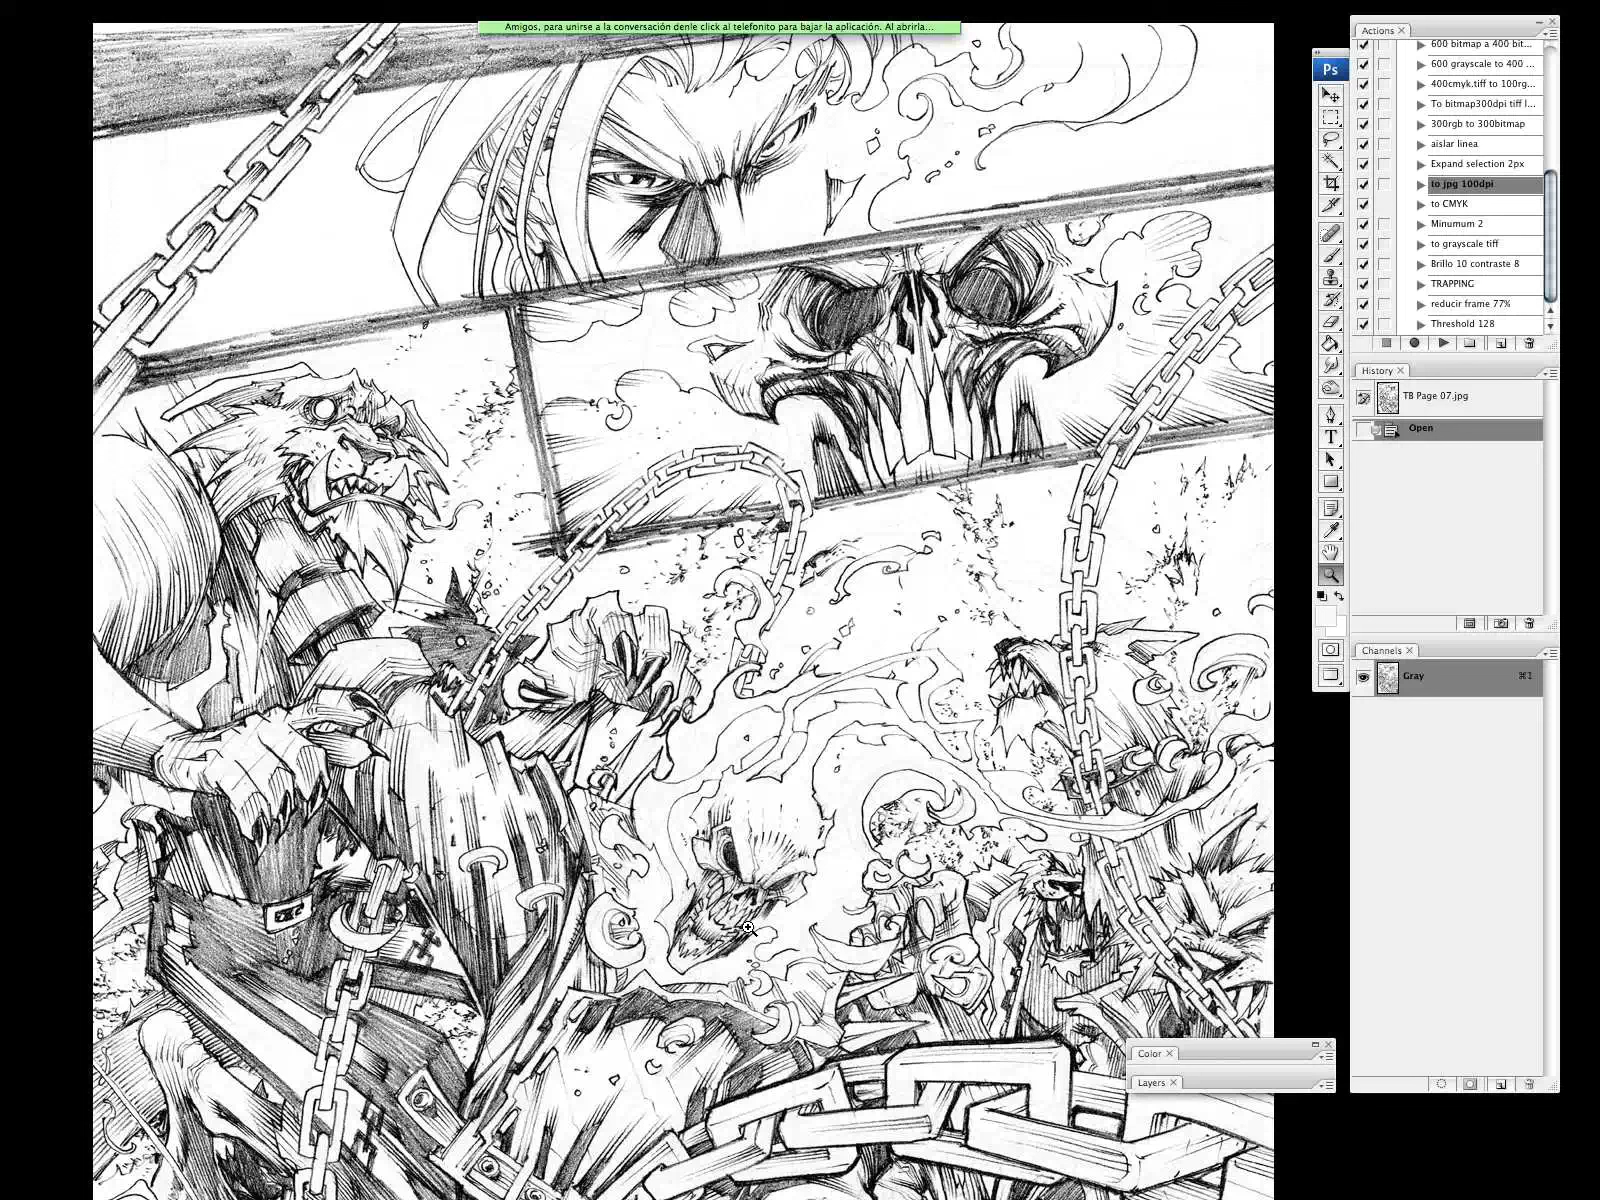 Amigos, para unirse a la conversación denle click al telefonito para bajar la aplicación. Al abrirla...
Ps
Actions
600 bitmap a 400 bit...
600 grayscale to 400 ...
400cmyk.tiff to 100rg...
To bitmap300dpi tiff l...
300rgb to 300bitmap
aislar linea
Expand selection 2px
to jpg 100dpi
to CMYK
Minumum 2
to grayscale tiff
Brillo 10 contraste 8
TRAPPING
reducir frame 77%
Threshold 128
History
TB Page 07.jpg
Open
Channels
Gray
⌘1
Color
Layers